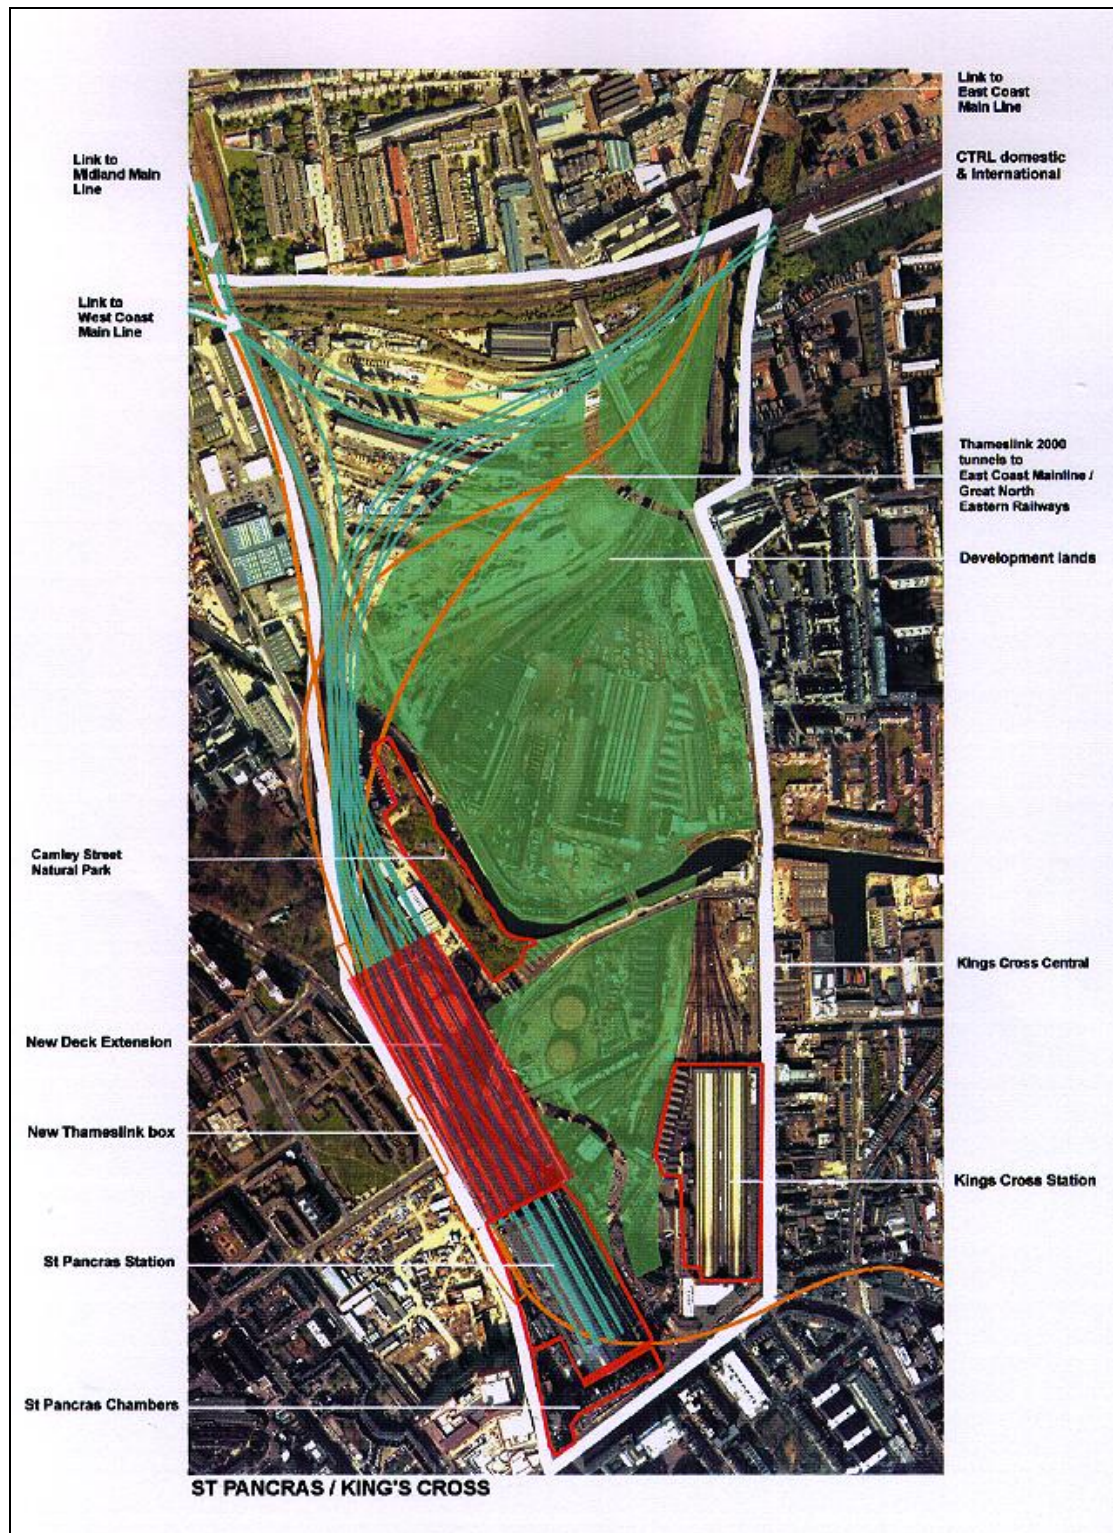 Link to
East Coast
Main Line
Link to
Midland Main
Line
CTRL domestic
& International
Link to
West Coast
Main Line
Thameslink 2000
tunnels to
East Coast Mainline /
Great North
Eastern Railways
Development lands
Camley Street
Natural Park
Kings Cross Central
New Deck Extension
New Thameslink box
Kings Cross Station
St Pancras Station
St Pancras Chambers
ST PANCRAS / KING'S CROSS